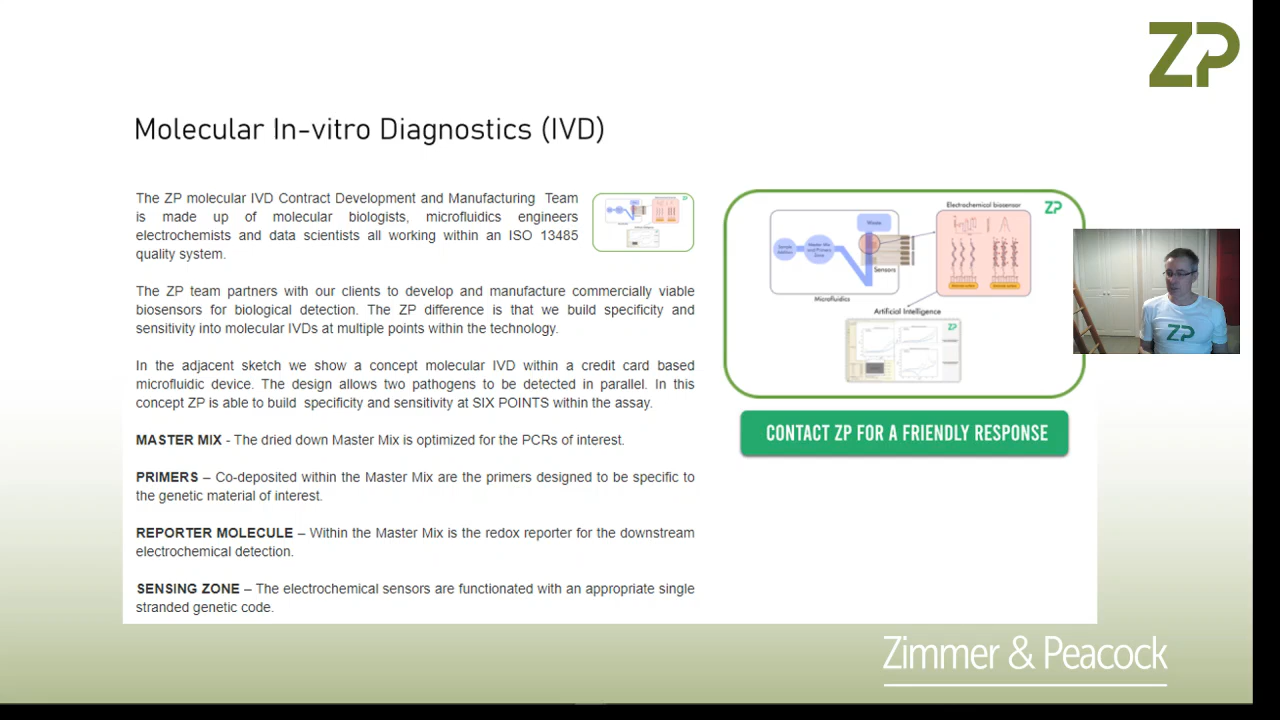 ZP
Molecular In-vitro Diagnostics (IVD)
The ZP molecular IVD Contract Development and Manufacturing Team
is made up of molecular biologists, microfluidics engineers
electrochemists and data scientists all working within an ISO 13485
quality system.
The ZP team partners with our clients to develop and manufacture commercially viable
biosensors for biological detection. The ZP difference is that we build specificity and
sensitivity into molecular IVDs at multiple points within the technology.
In the adjacent sketch we show a concept molecular IVD within a credit card based
microfluidic device. The design allows two pathogens to be detected in parallel. In this
concept ZP is able to build specificity and sensitivity at SIX POINTS within the assay.
MASTER MIX - The dried down Master Mix is optimized for the PCRs of interest.
PRIMERS – Co-deposited within the Master Mix are the primers designed to be specific to
the genetic material of interest.
REPORTER MOLECULE – Within the Master Mix is the redox reporter for the downstream
electrochemical detection.
SENSING ZONE – The electrochemical sensors are functionated with an appropriate single
stranded genetic code.
Electrochemical biosensor
ZP
Waste
Master Mix
and Primers
Sensors
Microfluidics
Artificial Intelligence
ZP
CONTACT ZP FOR A FRIENDLY RESPONSE
ZP
Zimmer & Peacock